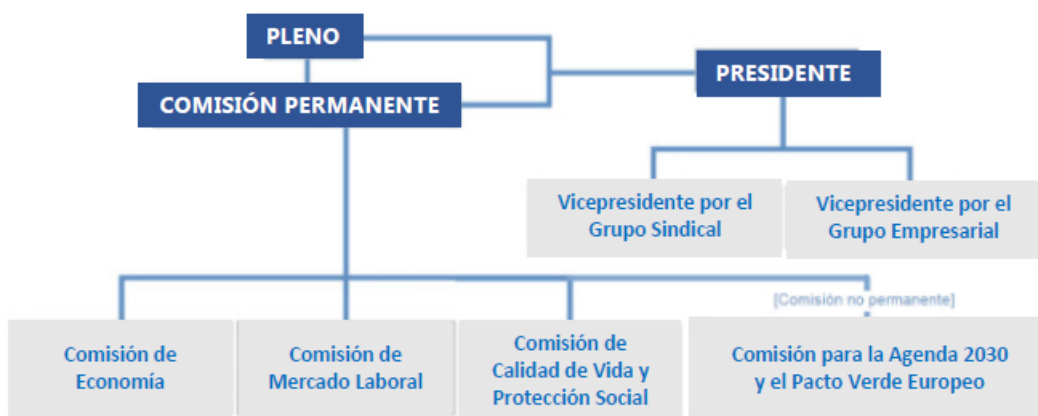 PLENO
PRESIDENTE
COMISIÓN PERMANENTE
Vicepresidente por el
Grupo Sindical
Vicepresidente por el
Grupo Empresarial
[Comisión no permanente]
Comisión de
Economía
Comisión de
Mercado Laboral
Comisión de
Calidad de Vida y
Protección Social
Comisión para la Agenda 2030
y el Pacto Verde Europeo